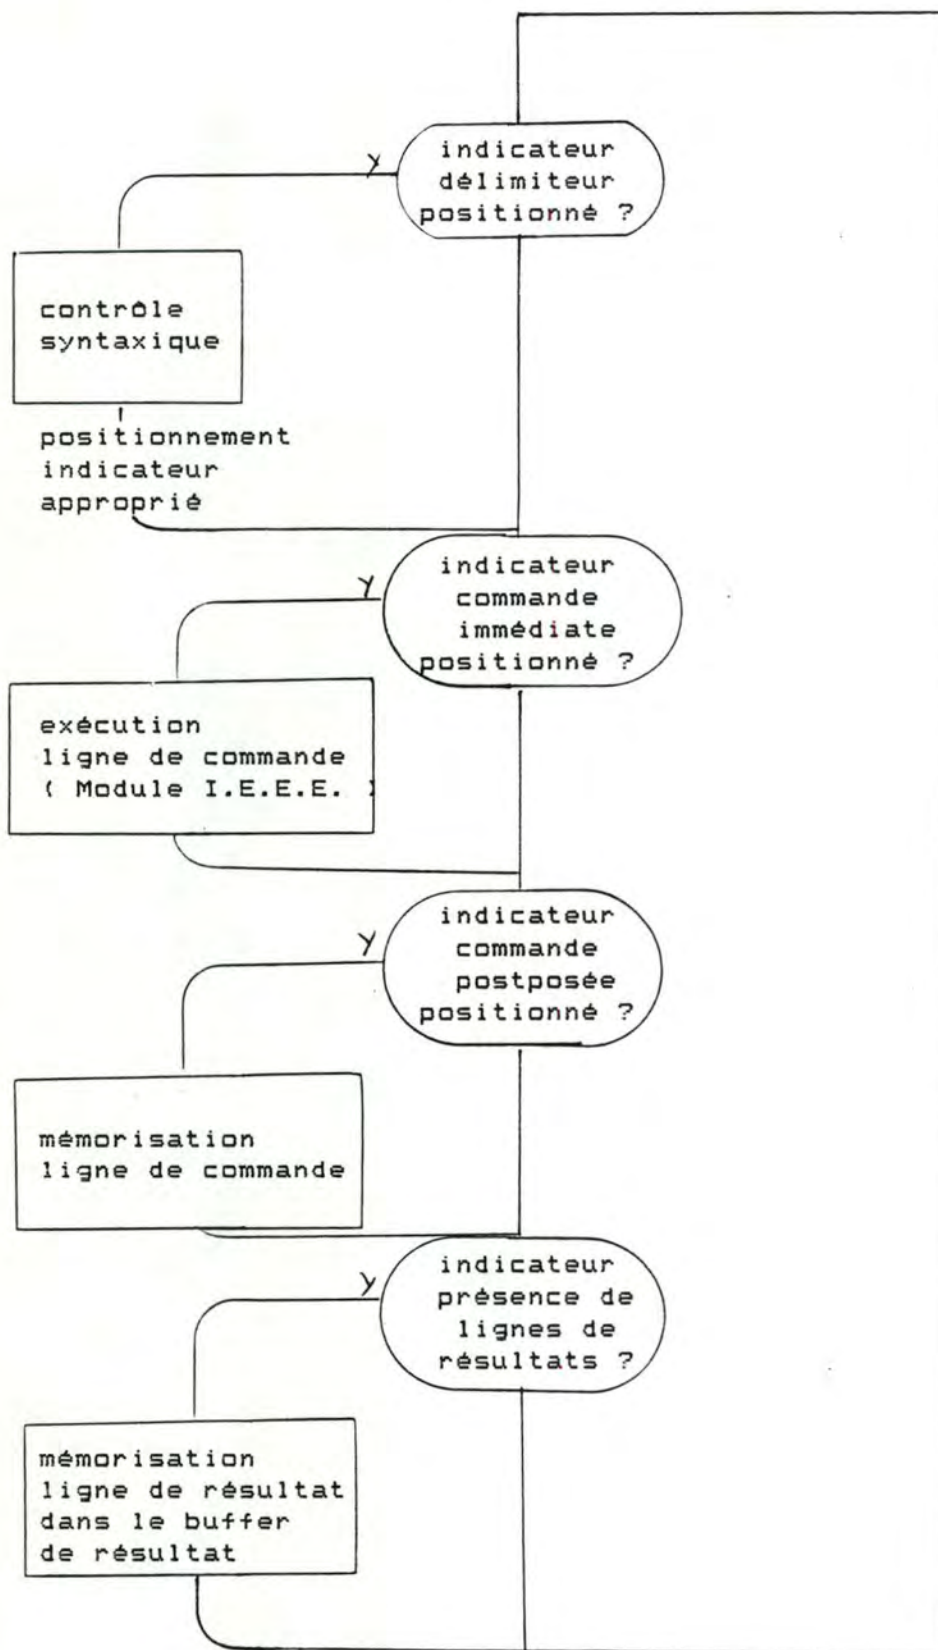 indicateur
délimiteur
positionné ?
y
contrôle
syntaxique
positionnement
indicateur
approprié
indicateur
commande
immédiate
positionné ?
y
exécution
ligne de commande
( Module I.E.E.E. )
indicateur
commande
postposée
positionné ?
y
mémorisation
ligne de commande
indicateur
présence de
lignes de
résultats ?
y
mémorisation
ligne de résultat
dans le buffer
de résultat